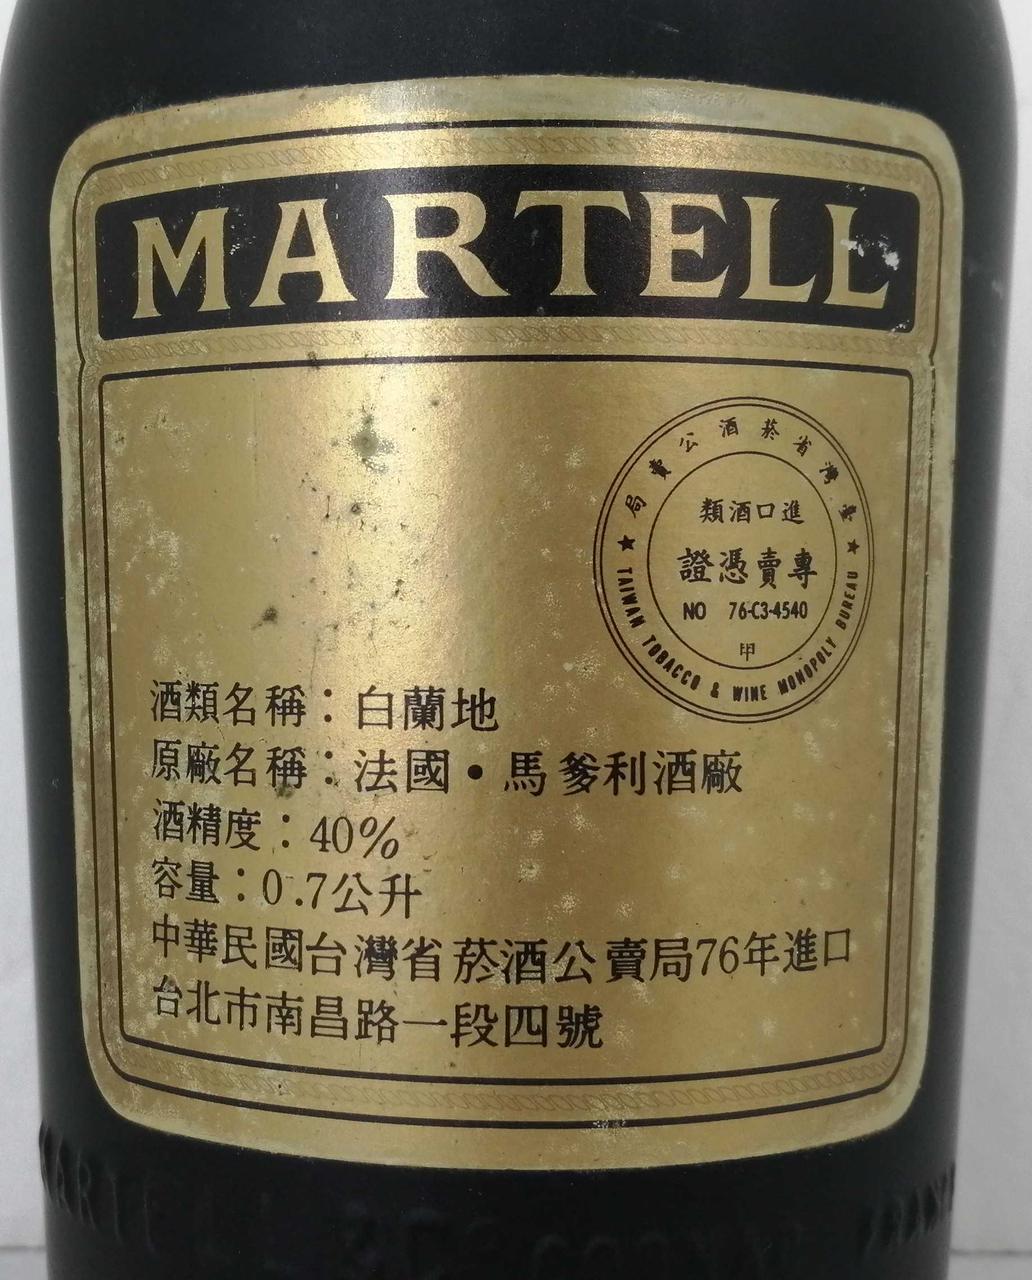 MARTELL
臺灣省菸酒公賣局
進口酒類
專賣憑證
NO 76-C3-4540
甲
★ TAIWAN TOBACCO & WINE MONOPOLY BUREAU ★
酒類名稱：白蘭地
原廠名稱：法國·馬爹利酒廠
酒精度：40%
容量：0.7公升
中華民國台灣省菸酒公賣局76年進口
台北市南昌路一段四號
MARTELL
COGNAC